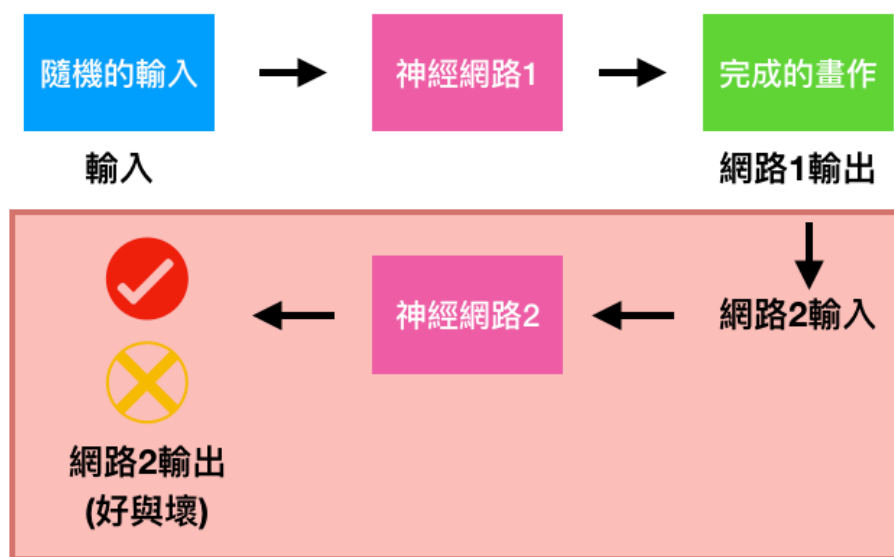 隨機的輸入
神經網路1
完成的畫作
輸入
網路1輸出
網路2輸入
神經網路2
網路2輸出
(好與壞)